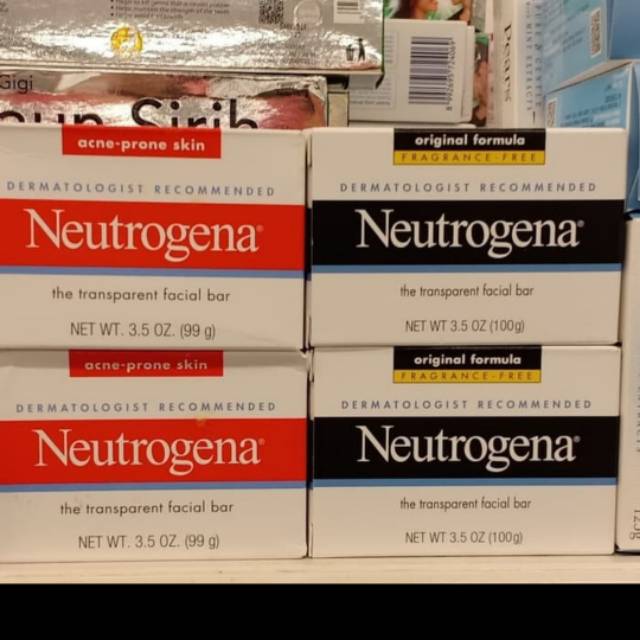 Gigi
Sirih
acne-prone skin
DERMATOLOGIST RECOMMENDED
Neutrogena®
the transparent facial bar
NET WT. 3.5 OZ. (99 g)
original formula
FRAGRANCE-FREE
DERMATOLOGIST RECOMMENDED
Neutrogena®
the transparent facial bar
NET WT 3.5 OZ (100g)
acne-prone skin
DERMATOLOGIST RECOMMENDED
Neutrogena®
the transparent facial bar
NET WT. 3.5 OZ. (99 g)
original formula
FRAGRANCE-FREE
DERMATOLOGIST RECOMMENDED
Neutrogena®
the transparent facial bar
NET WT 3.5 OZ (100g)
Pears
125g